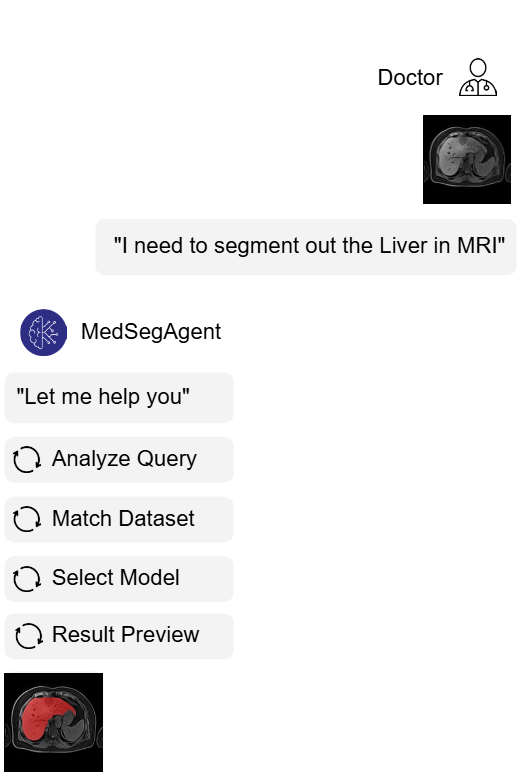 Doctor
"I need to segment out the Liver in MRI"
MedSegAgent
"Let me help you"
Analyze Query
Match Dataset
Select Model
Result Preview